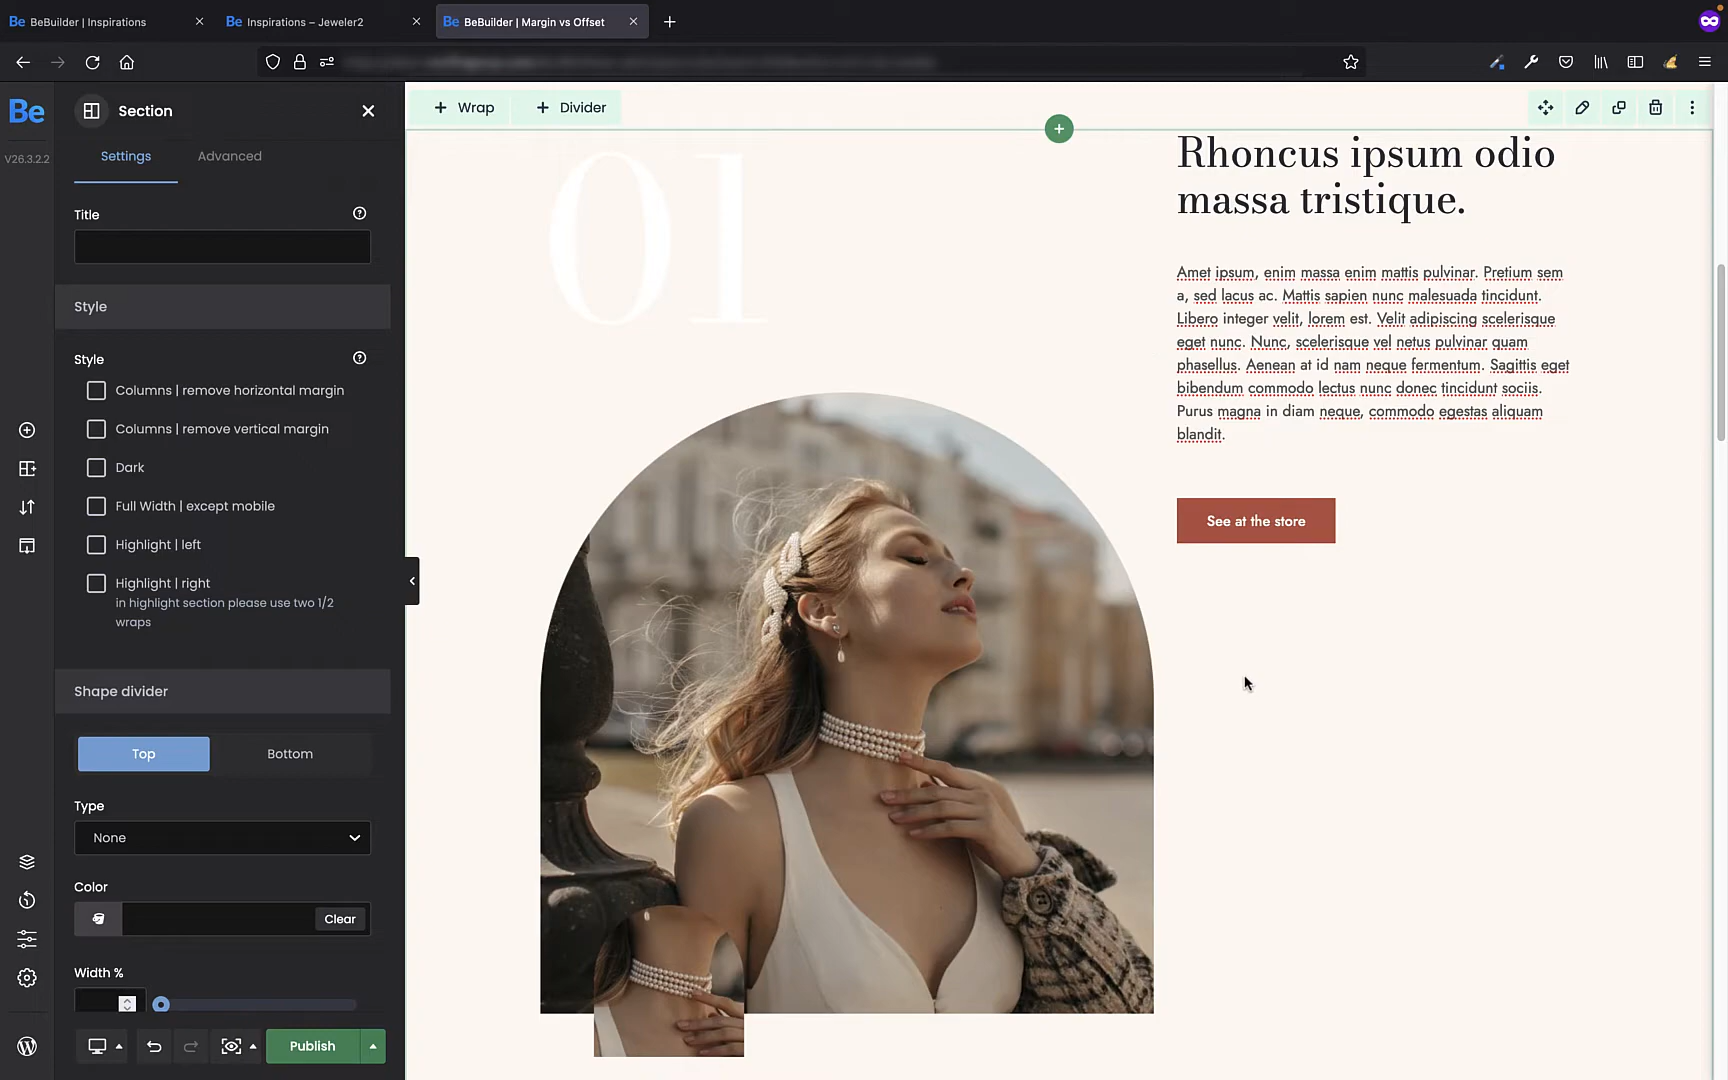 Be BeBuilder | Inspirations
Be Inspirations – Jeweler2
Be BeBuilder | Margin vs Offset
Be
V26.3.2.2
Section
Settings
Advanced
Title
Style
Style
Columns | remove horizontal margin
Columns | remove vertical margin
Dark
Full Width | except mobile
Highlight | left
Highlight | right
in highlight section please use two 1/2
wraps
Shape divider
Top
Bottom
Type
None
Color
Clear
Width %
Publish
+ Wrap
+ Divider
01
Rhoncus ipsum odio
massa tristique.
Amet ipsum, enim massa enim mattis pulvinar. Pretium sem
a, sed lacus ac. Mattis sapien nunc malesuada tincidunt.
Libero integer velit, lorem est. Velit adipiscing scelerisque
eget nunc. Nunc, scelerisque vel netus pulvinar quam
phasellus. Aenean at id nam neque fermentum. Sagittis eget
bibendum commodo lectus nunc donec tincidunt sociis.
Purus magna in diam neque, commodo egestas aliquam
blandit.
See at the store